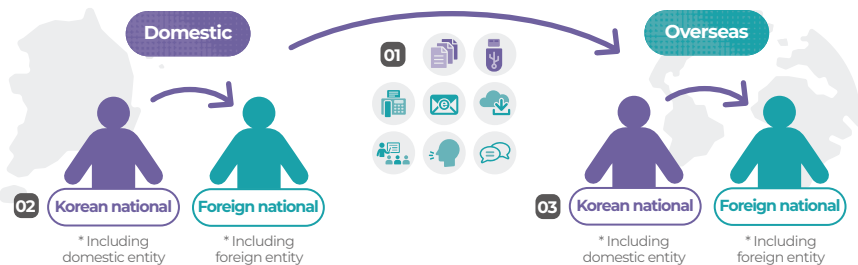 Domestic
Overseas
01
e
02
Korean national
Foreign national
03
Korean national
Foreign national
* Including
domestic entity
* Including
foreign entity
* Including
domestic entity
* Including
foreign entity